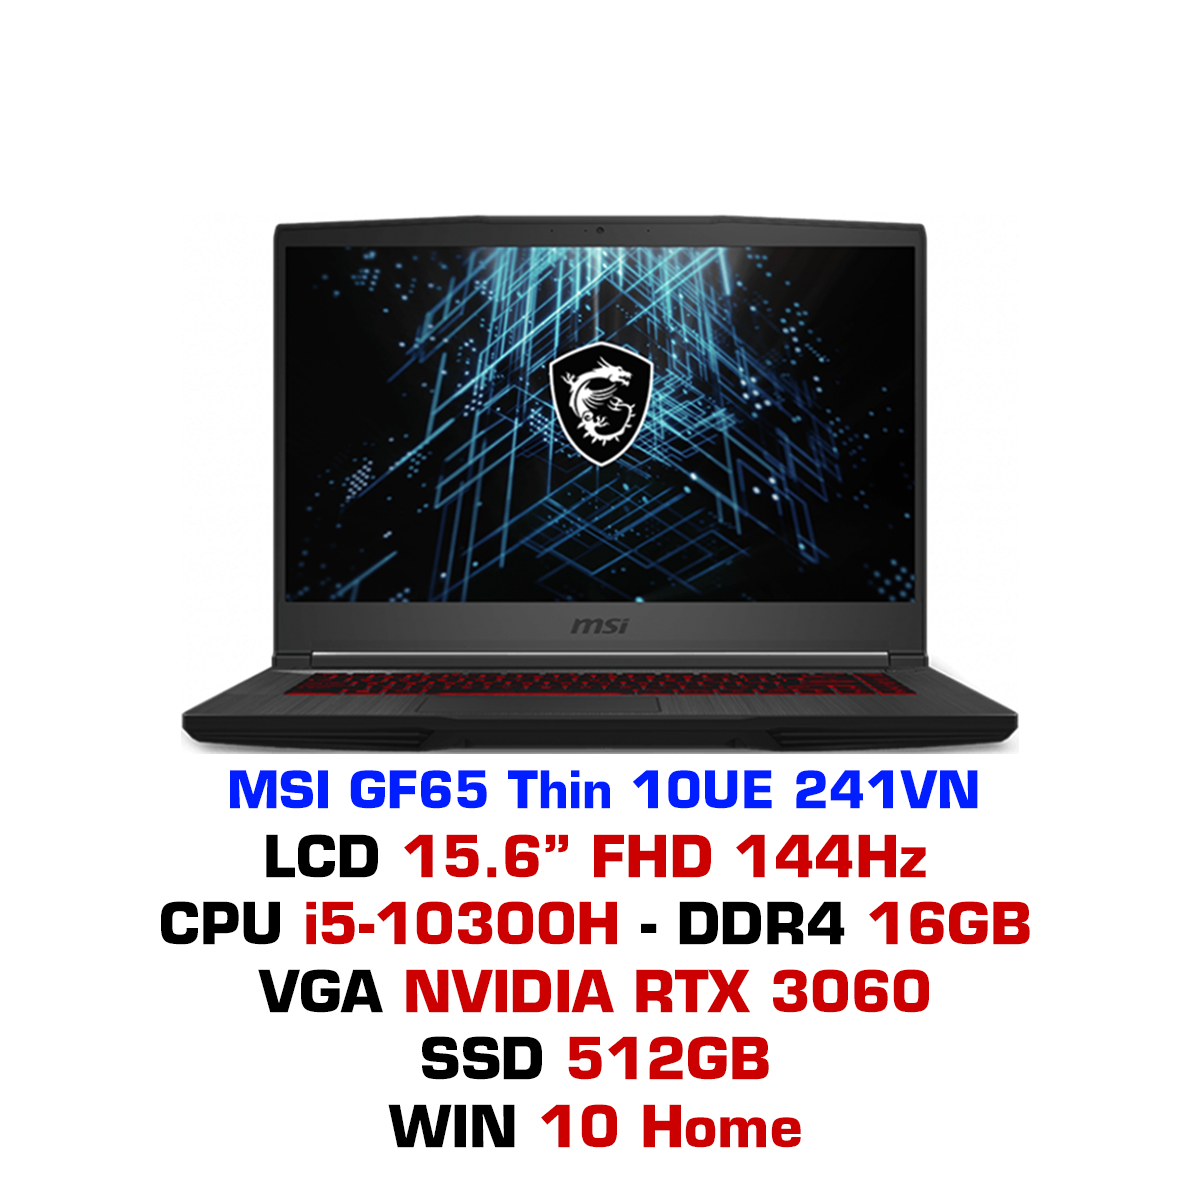 msi
MSI GF65 Thin 10UE 241VN
LCD 15.6” FHD 144Hz
CPU i5-10300H - DDR4 16GB
VGA NVIDIA RTX 3060
SSD 512GB
WIN 10 Home